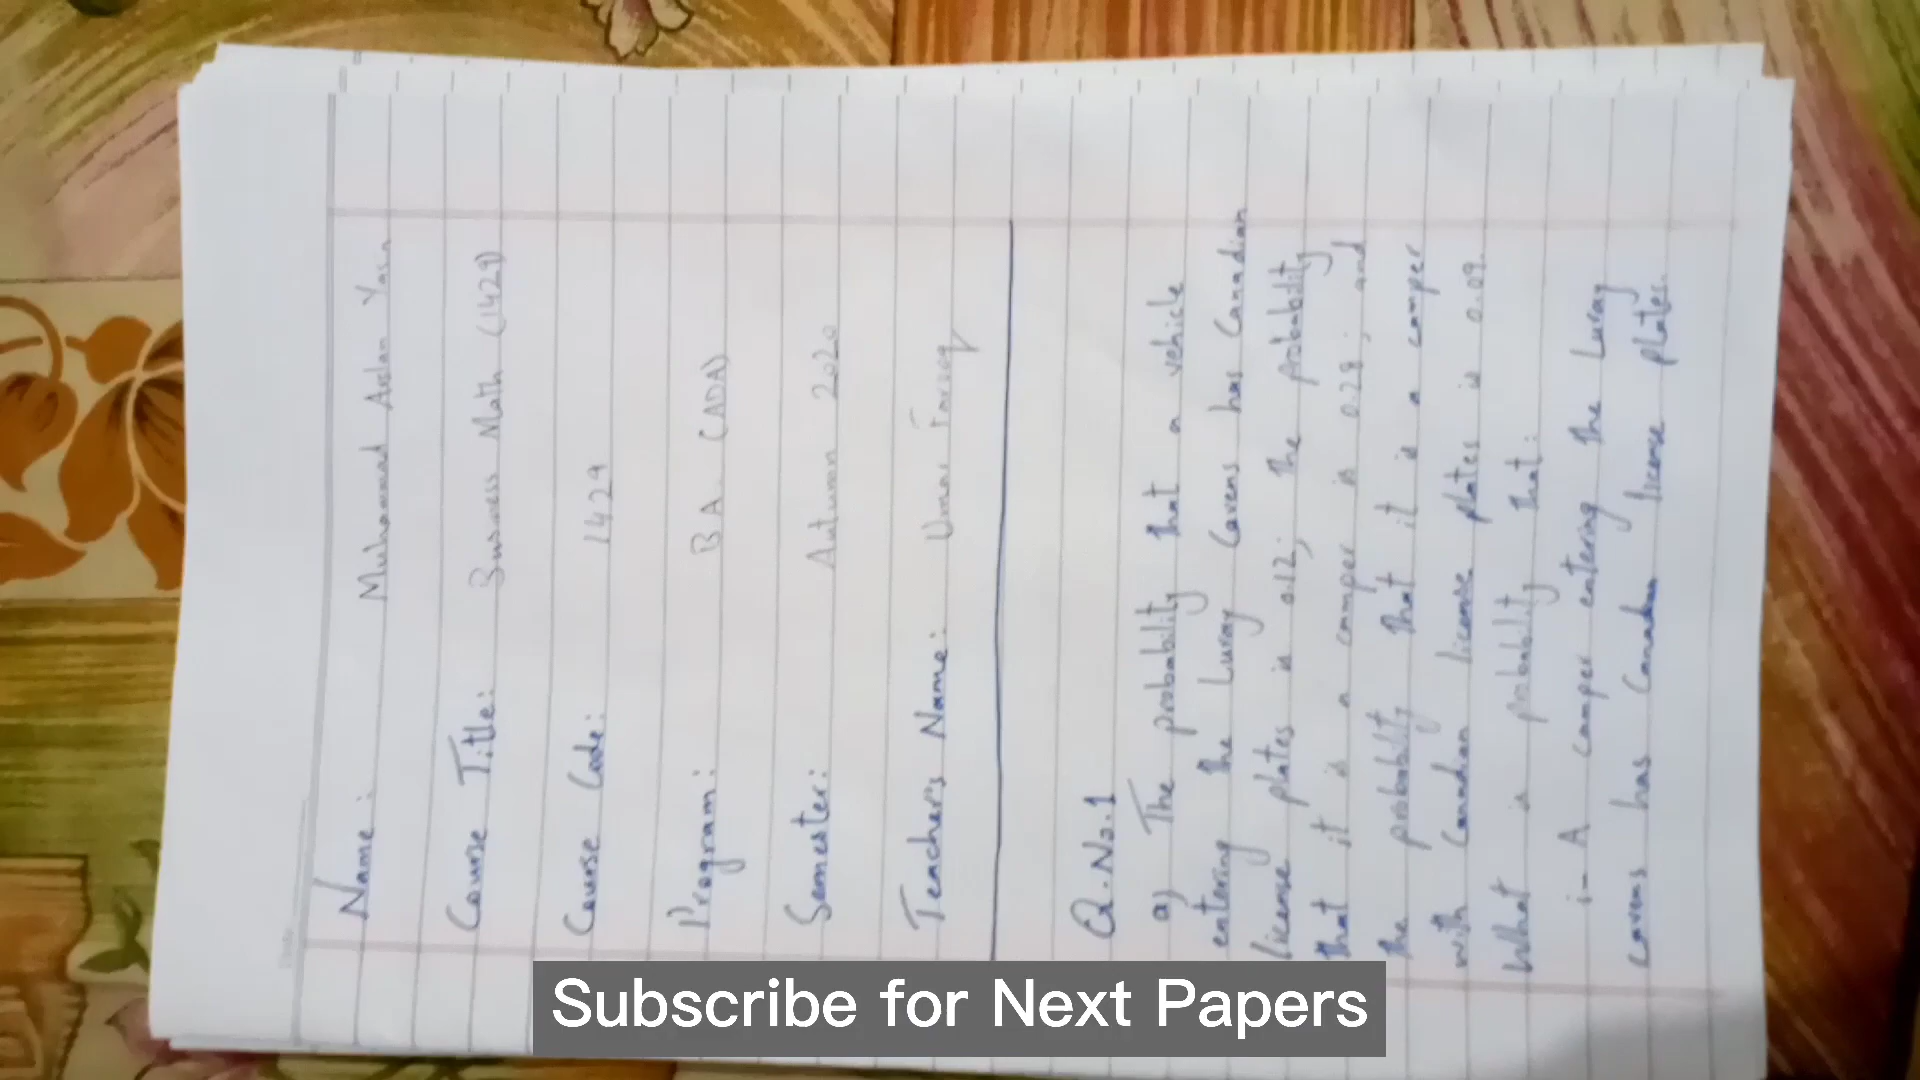 Name: Muhammad Arslan Yasin
Course Title: Business Math (1429)
Course Code: 1429
Program: B A. (ADA)
Semester: Autumn 2020
Teacher's Name: Umar Farooq
Q.No.1
a) The probability that a vehicle
entering the Luray Cavens has Canadian
license plates is 0.12; the probability
that it is a camper is 0.28; and
the probability that it is a camper
with Canadian license plates is 0.09.
What is probability that:
i- A camper entering the Luray
cavens has Canadian license plates.
Subscribe for Next Papers